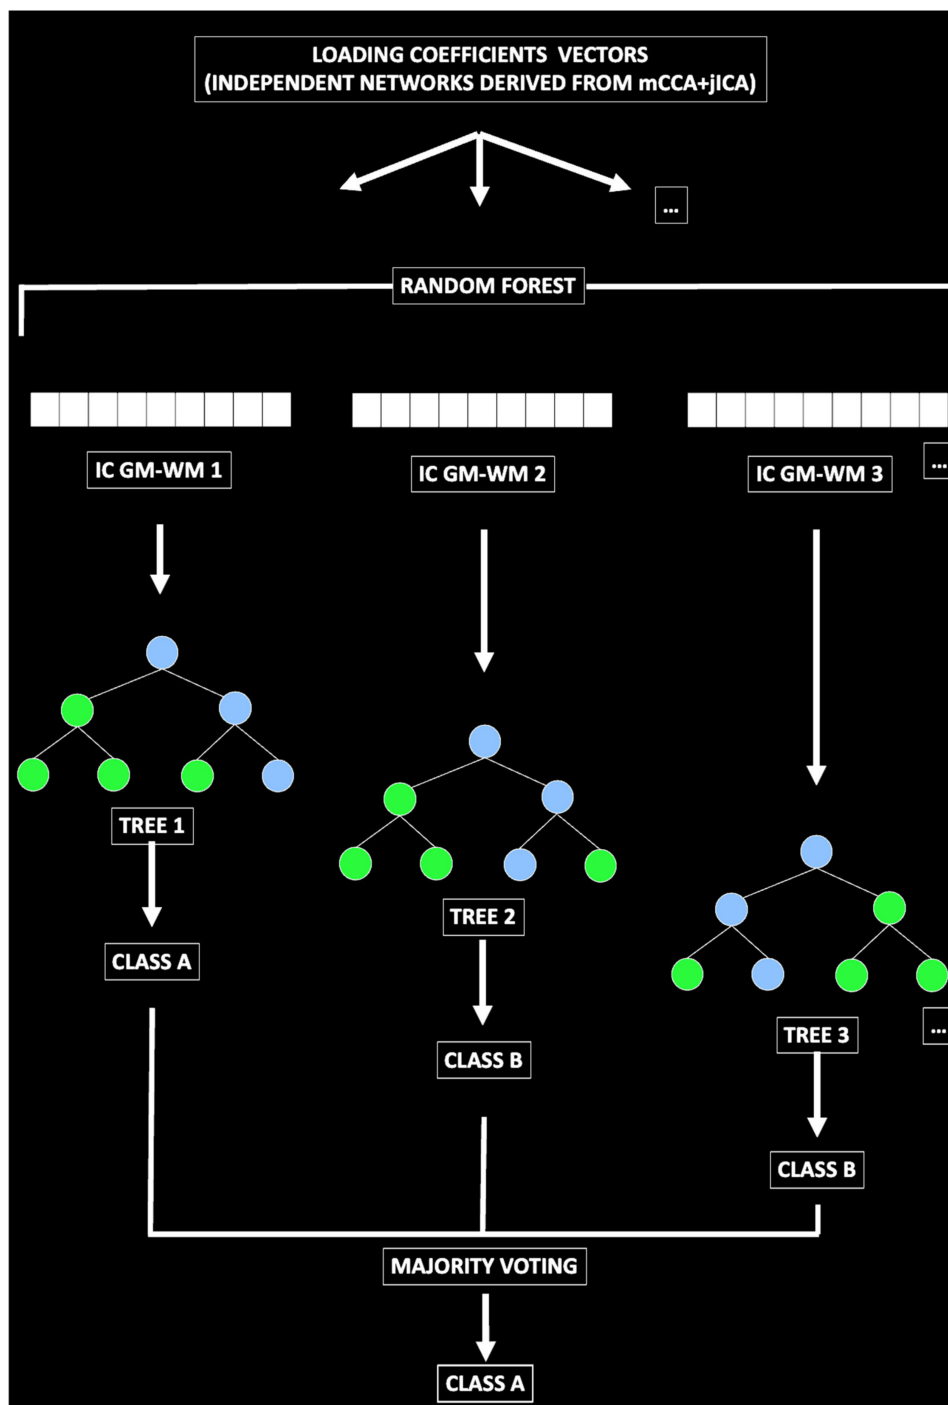 LOADING COEFFICIENTS VECTORS
(INDEPENDENT NETWORKS DERIVED FROM mCCA+jICA)
...
RANDOM FOREST
IC GM-WM 1
IC GM-WM 2
IC GM-WM 3
...
TREE 1
TREE 2
CLASS A
TREE 3
...
CLASS B
CLASS B
MAJORITY VOTING
CLASS A